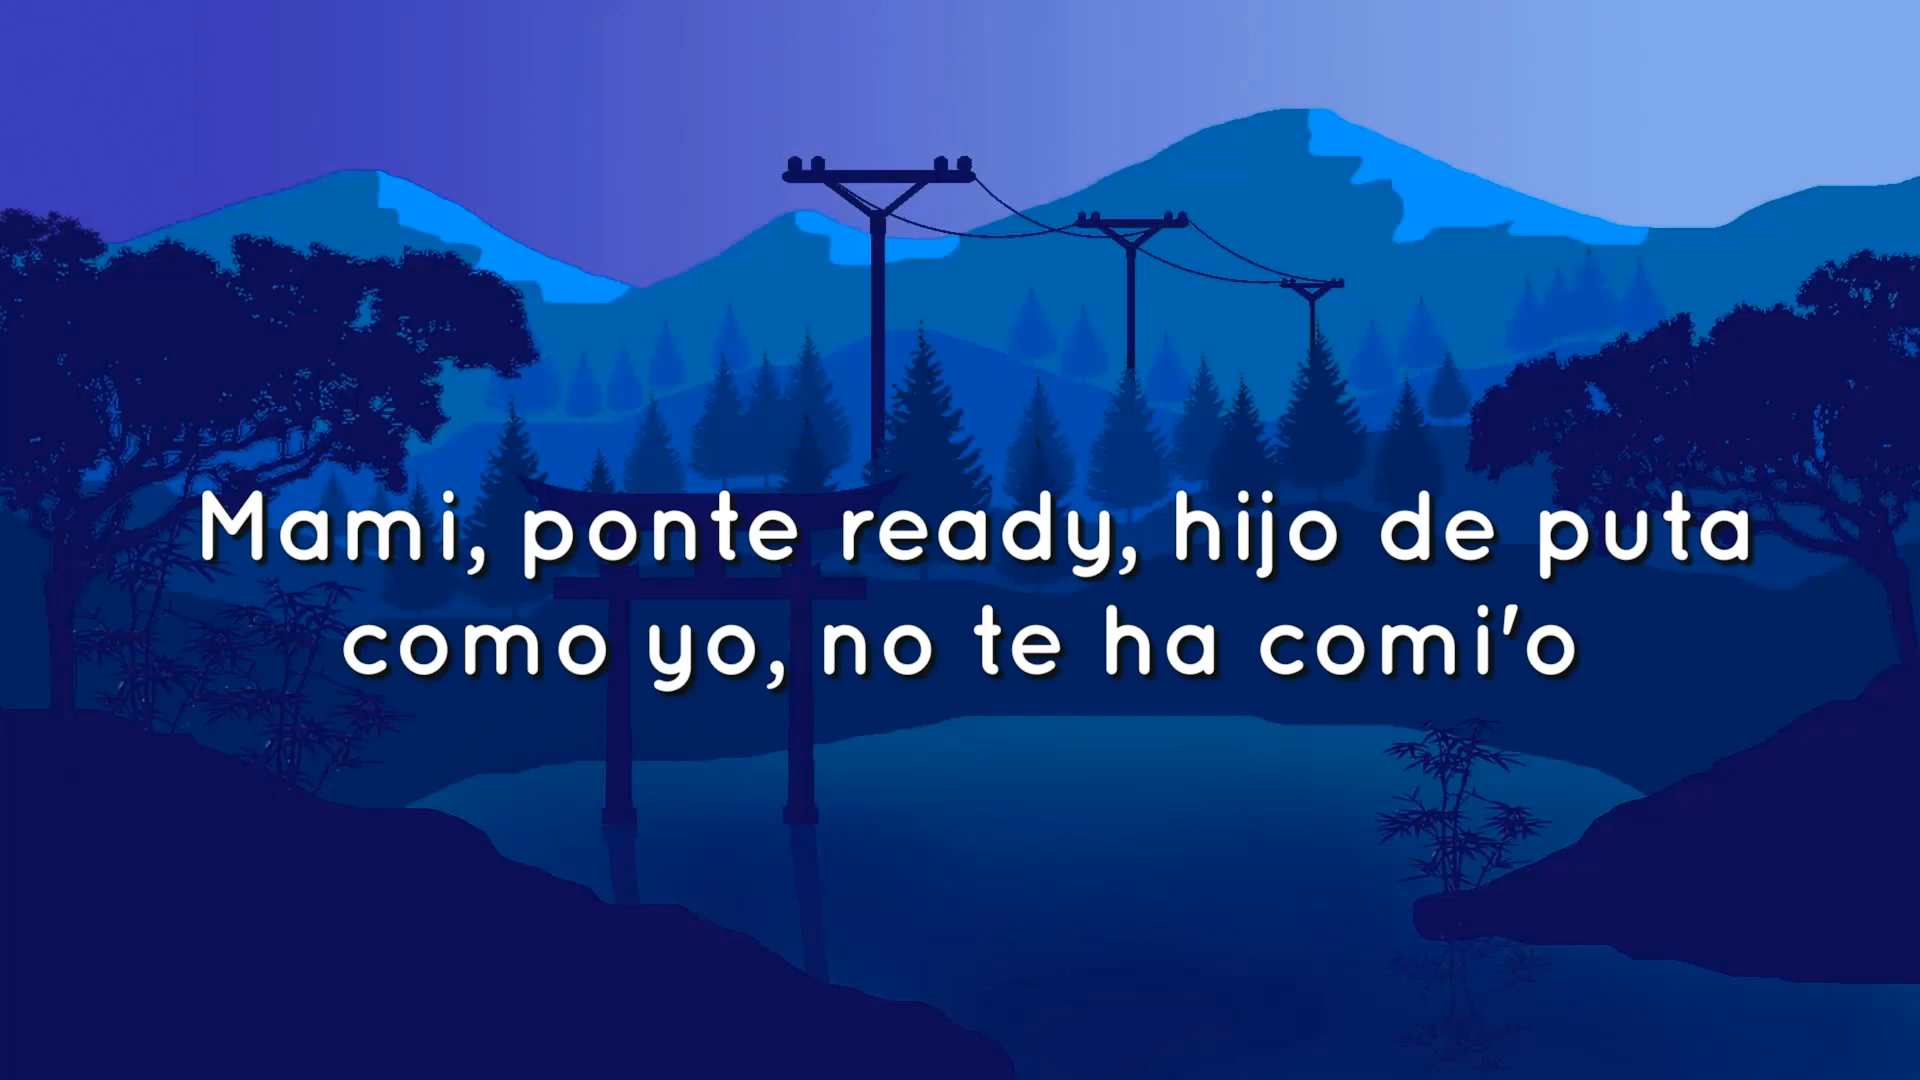 Mami, ponte ready, hijo de puta
como yo, no te ha comi'o